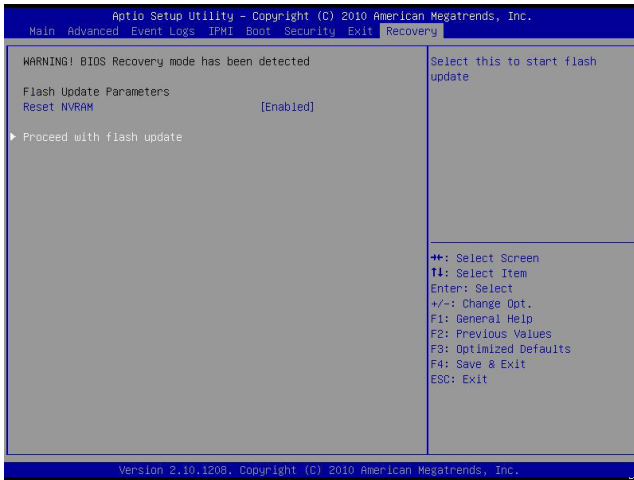 Aptio Setup Utility – Copyright (C) 2010 American Megatrends, Inc.
Main Advanced Event Logs IPMI Boot Security Exit Recovery
WARNING! BIOS Recovery mode has been detected
Flash Update Parameters
Reset NVRAM [Enabled]
▶ Proceed with flash update
Select this to start flash
update
→←: Select Screen
↑↓: Select Item
Enter: Select
+/-: Change Opt.
F1: General Help
F2: Previous Values
F3: Optimized Defaults
F4: Save & Exit
ESC: Exit
Version 2.10.1208. Copyright (C) 2010 American Megatrends, Inc.